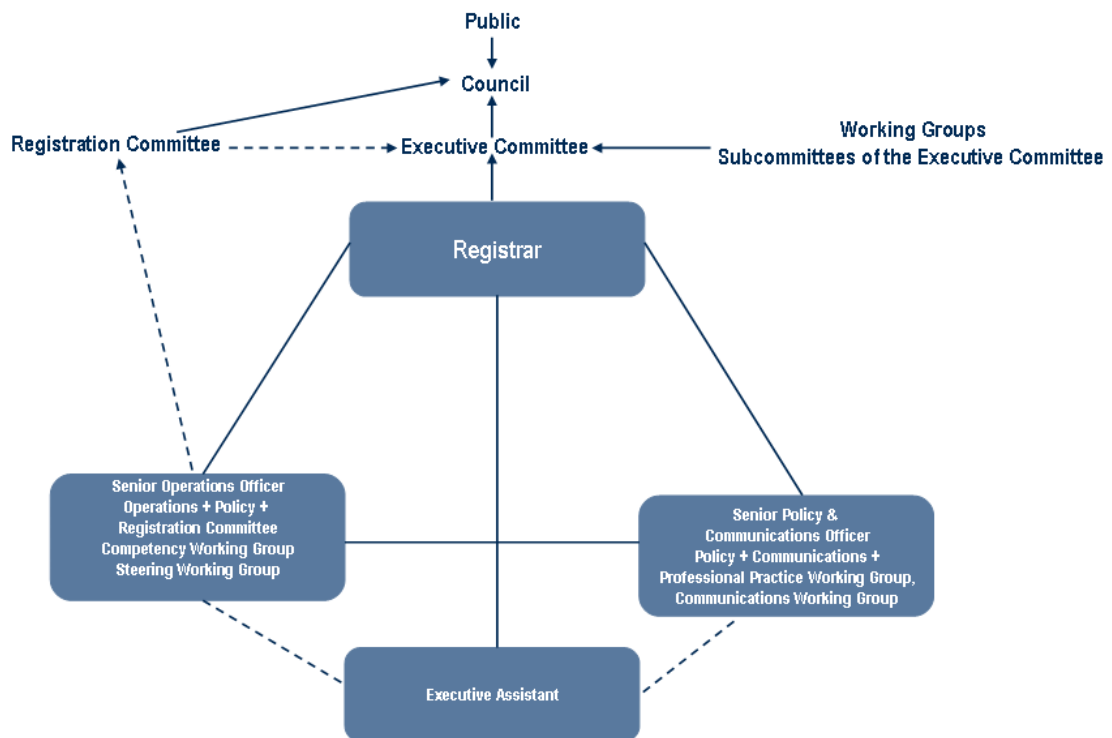 Public
Council
Registration Committee
Executive Committee
Working Groups
Subcommittees of the Executive Committee
Registrar
Senior Operations Officer
Operations + Policy +
Registration Committee
Competency Working Group
Steering Working Group
Senior Policy &
Communications Officer
Policy + Communications +
Professional Practice Working Group,
Communications Working Group
Executive Assistant